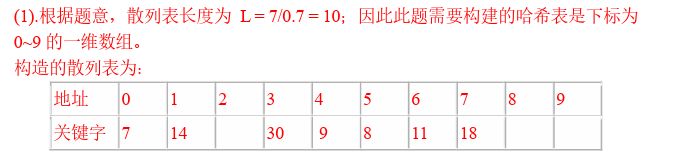 (1).根据题意，散列表长度为 L = 7/0.7 = 10；因此此题需要构建的哈希表是下标为
0~9 的一维数组。
构造的散列表为：
地址 0 1 2 3 4 5 6 7 8 9
关键字 7 14 30 9 8 11 18